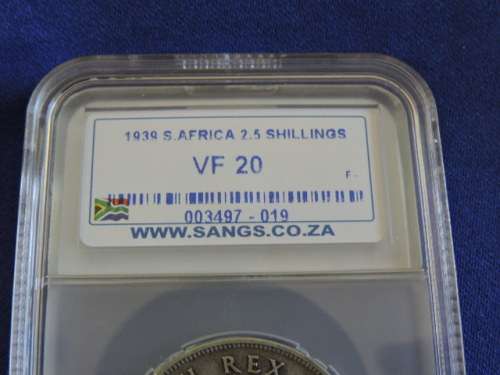 1939 S.AFRICA 2.5 SHILLINGS
VF 20
F.
003497 - 019
WWW.SANGS.CO.ZA
REX